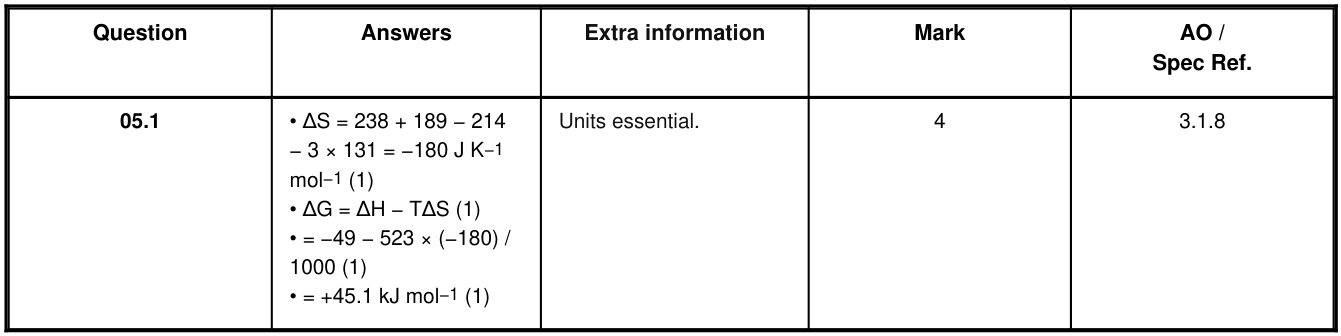 Question Answers Extra information Mark AO /
Spec Ref.
05.1 • ΔS = 238 + 189 − 214 Units essential. 4 3.1.8
− 3 × 131 = −180 J K−1
mol−1 (1)
• ΔG = ΔH − TΔS (1)
• = −49 − 523 × (−180) /
1000 (1)
• = +45.1 kJ mol−1 (1)